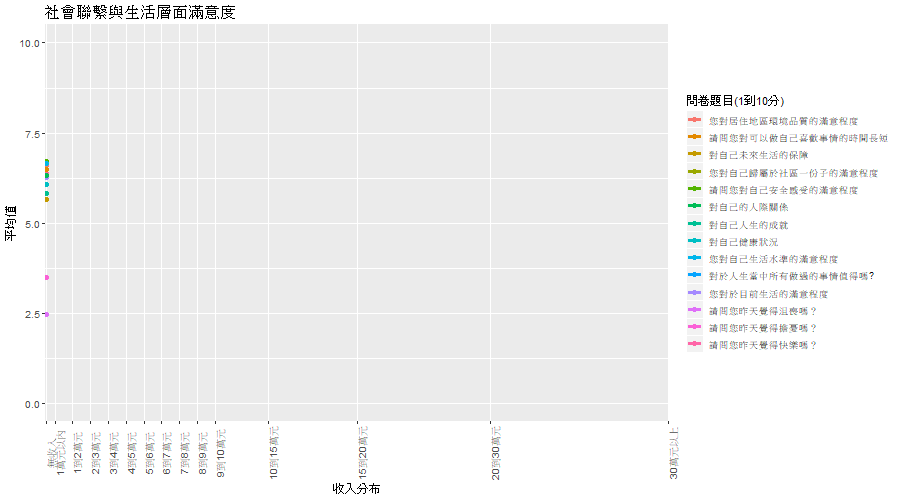 社會聯繫與生活層面滿意度
平均值
10.0
7.5
5.0
2.5
0.0
無收入
1萬元以內
1到2萬元
2到3萬元
3到4萬元
4到5萬元
5到6萬元
6到7萬元
7到8萬元
8到9萬元
9到10萬元
10到15萬元
15到20萬元
20到30萬元
30萬元以上
收入分布
問卷題目(1到10分)
您對居住地區環境品質的滿意程度
請問您對可以做自己喜歡事情的時間長短
對自己未來生活的保障
您對自己歸屬於社區一份子的滿意程度
請問您對自己安全感受的滿意程度
對自己的人際關係
對自己人生的成就
對自己健康狀況
您對自己生活水準的滿意程度
對於人生當中所有做過的事情值得嗎?
您對於目前生活的滿意程度
請問您昨天覺得沮喪嗎？
請問您昨天覺得擔憂嗎？
請問您昨天覺得快樂嗎？